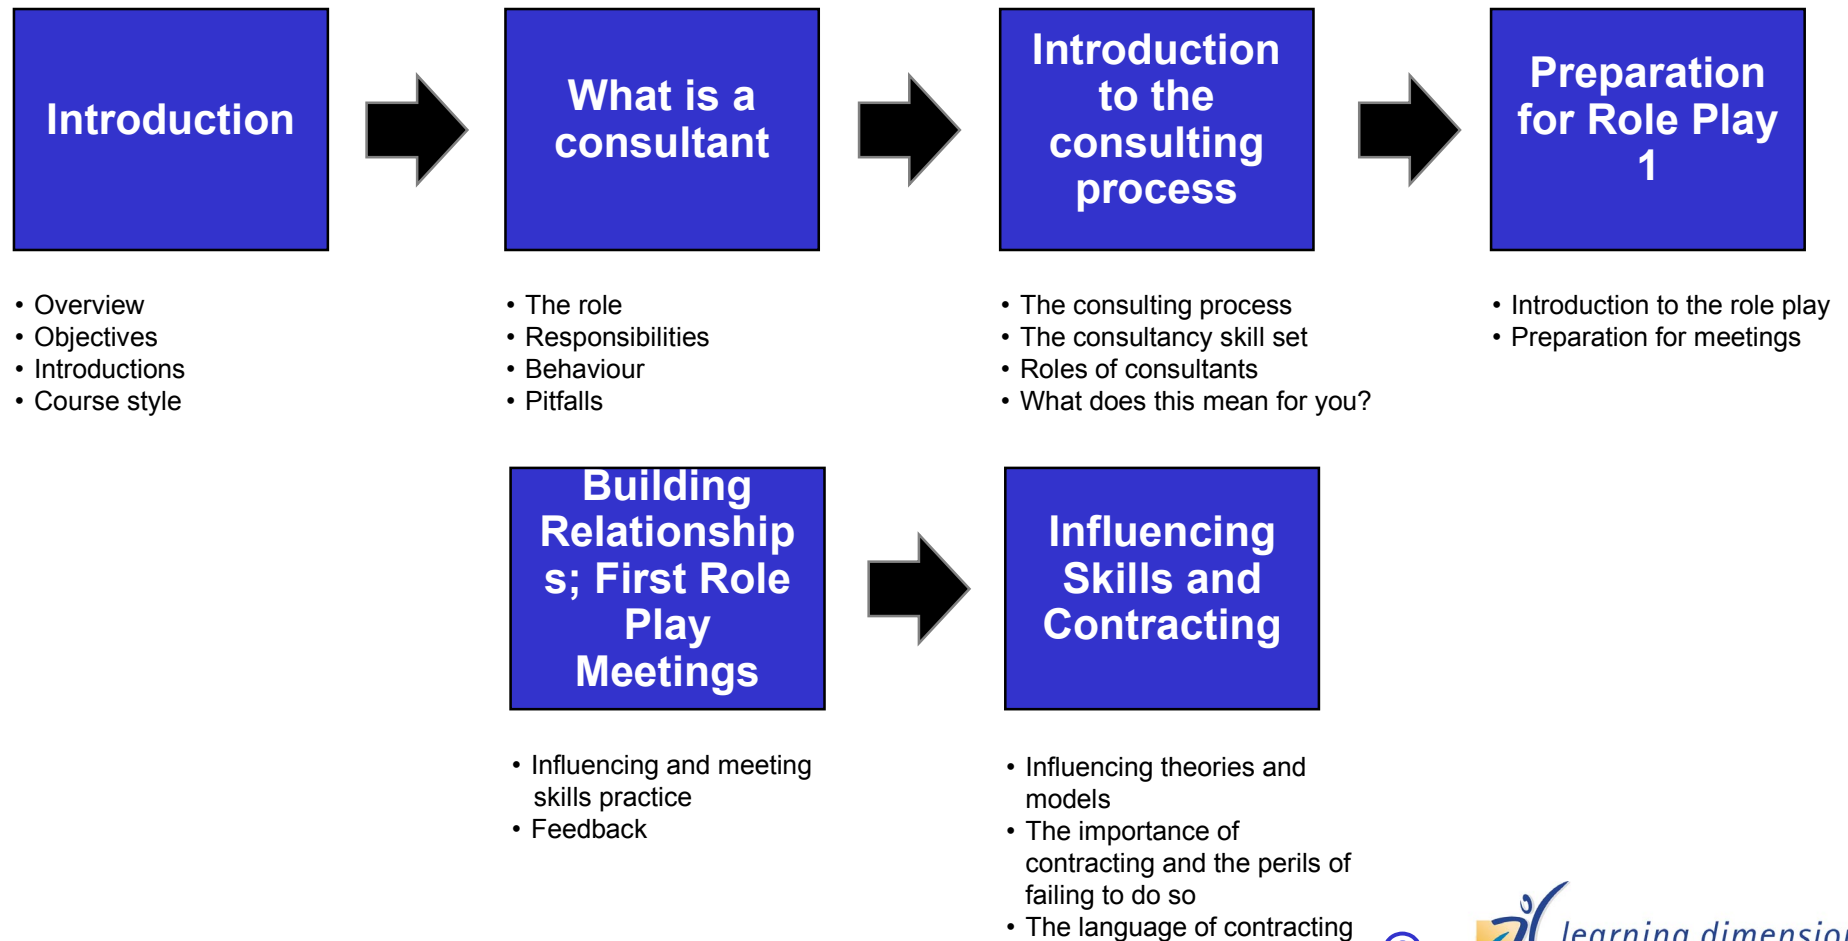 Introduction
What is a
consultant
Introduction
to the
consulting
process
Preparation
for Role Play
1
• Overview
• Objectives
• Introductions
• Course style
• The role
• Responsibilities
• Behaviour
• Pitfalls
• The consulting process
• The consultancy skill set
• Roles of consultants
• What does this mean for you?
• Introduction to the role play
• Preparation for meetings
Building
Relationship
s; First Role
Play
Meetings
Influencing
Skills and
Contracting
• Influencing and meeting
skills practice
• Feedback
• Influencing theories and
models
• The importance of
contracting and the perils of
failing to do so
• The language of contracting
learning dimension